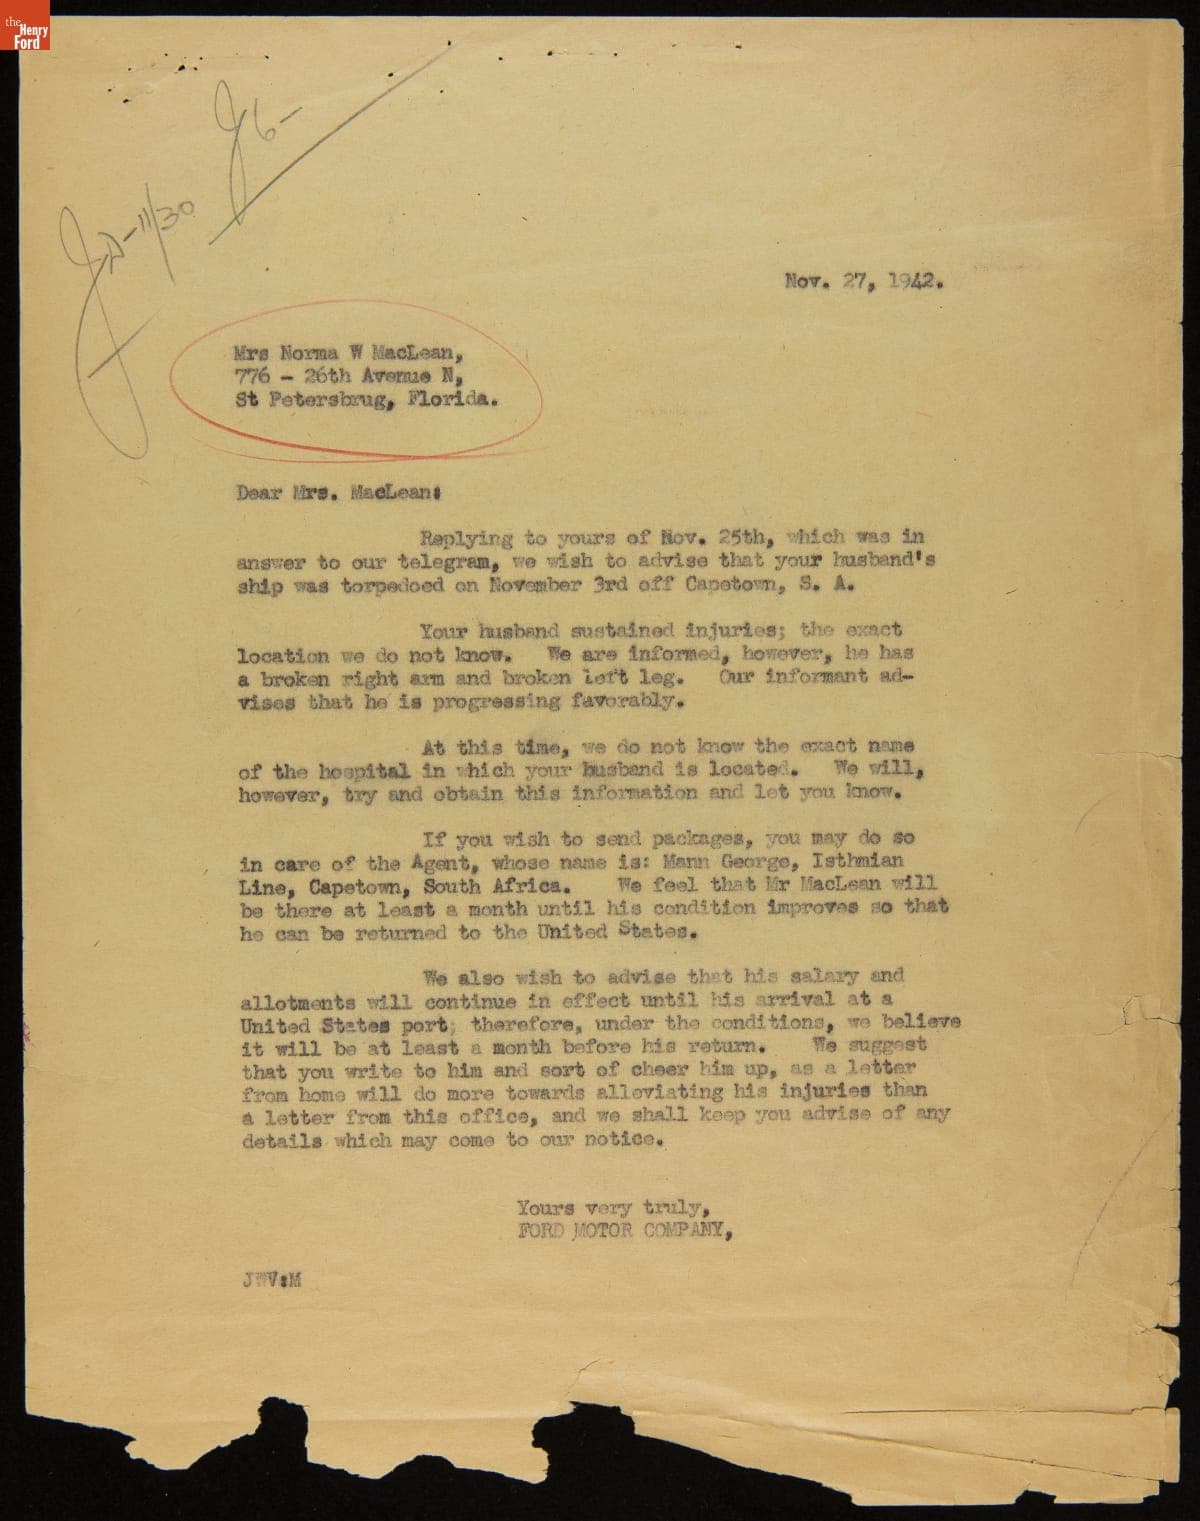 the
Henry
Ford
J6-
JD-11/30
Nov. 27, 1942.
Mrs Norma W MacLean,
776 - 26th Avenue N,
St Petersbrug, Florida.
Dear Mrs. MacLean:
Replying to yours of Nov. 25th, which was in
answer to our telegram, we wish to advise that your husband's
ship was torpedoed on November 3rd off Capetown, S. A.
Your husband sustained injuries; the exact
location we do not know. We are informed, however, he has
a broken right arm and broken left leg. Our informant ad-
vises that he is progressing favorably.
At this time, we do not know the exact name
of the hospital in which your husband is located. We will,
however, try and obtain this information and let you know.
If you wish to send packages, you may do so
in care of the Agent, whose name is: Mann George, Isthmian
Line, Capetown, South Africa. We feel that Mr MacLean will
be there at least a month until his condition improves so that
he can be returned to the United States.
We also wish to advise that his salary and
allotments will continue in effect until his arrival at a
United States port; therefore, under the conditions, we believe
it will be at least a month before his return. We suggest
that you write to him and sort of cheer him up, as a letter
from home will do more towards alleviating his injuries than
a letter from this office, and we shall keep you advise of any
details which may come to our notice.
Yours very truly,
FORD MOTOR COMPANY,
JWV:M